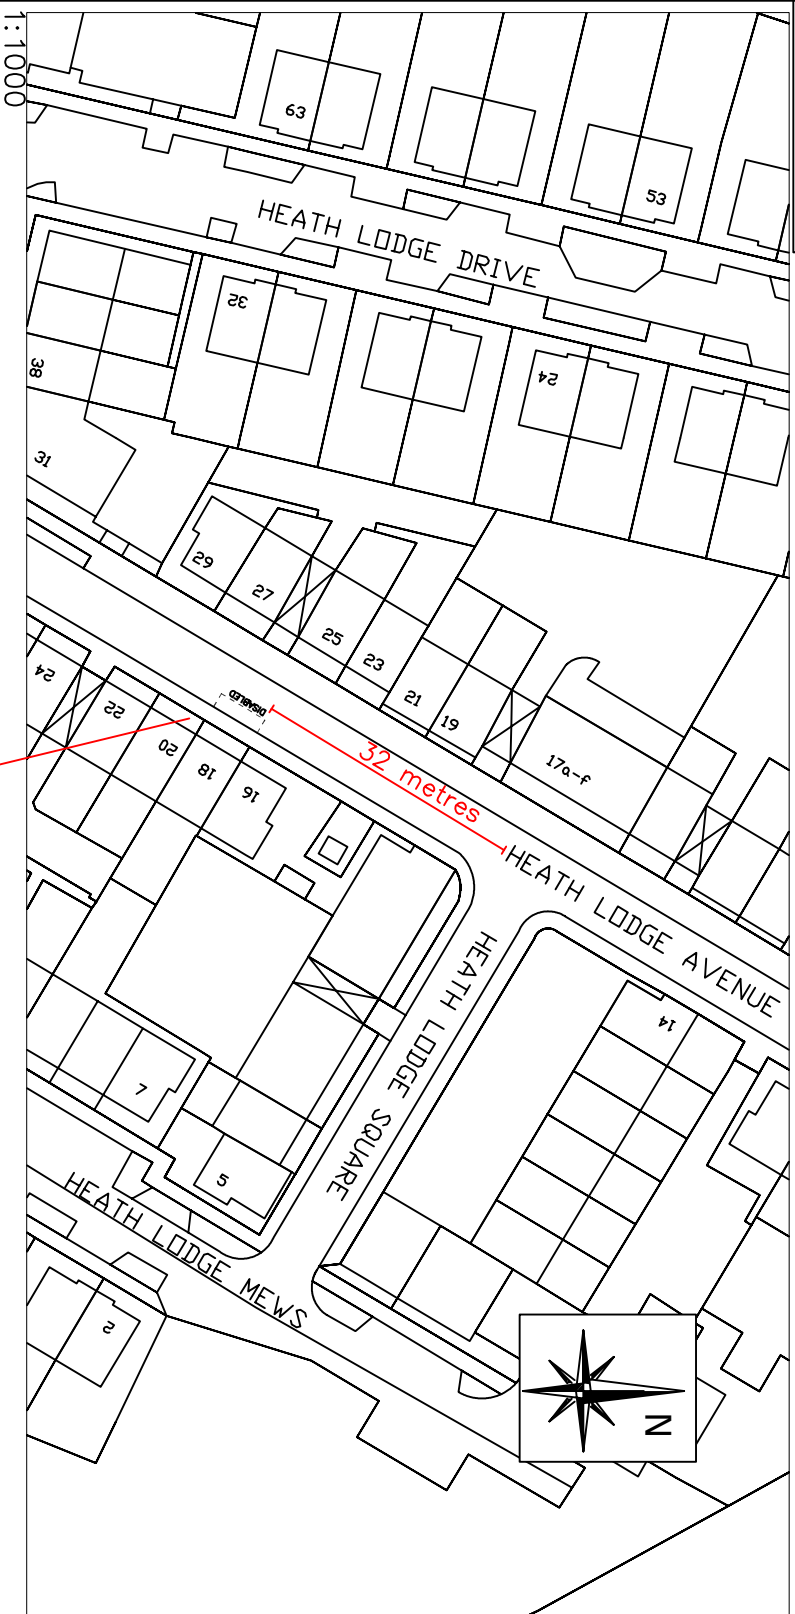 1:1000
63
53
HEATH LODGE DRIVE
32
24
38
31
29
27
25
23
21
19
17a-f
24
22
20
18
16
DISABLED
32 metres
HEATH LODGE AVENUE
HEATH LODGE SQUARE
14
7
5
HEATH LODGE MEWS
2
N